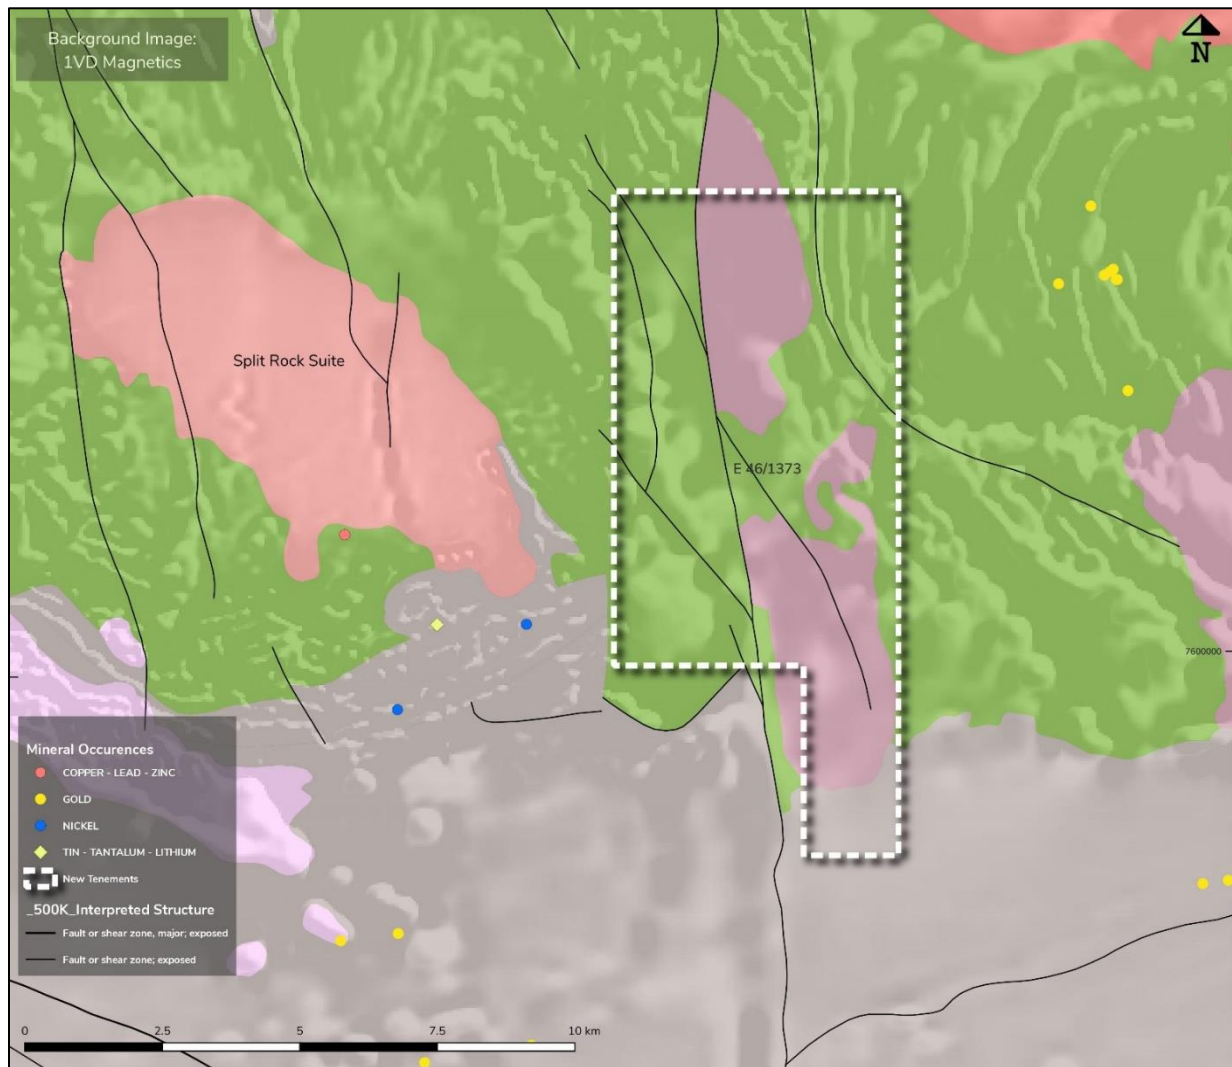 Background Image:
1VD Magnetics
N
Split Rock Suite
E 46/1373
7600000
Mineral Occurences
COPPER - LEAD - ZINC
GOLD
NICKEL
TIN - TANTALUM - LITHIUM
New Tenements
_500K_Interpreted Structure
Fault or shear zone, major; exposed
Fault or shear zone; exposed
0 2.5 5 7.5 10 km